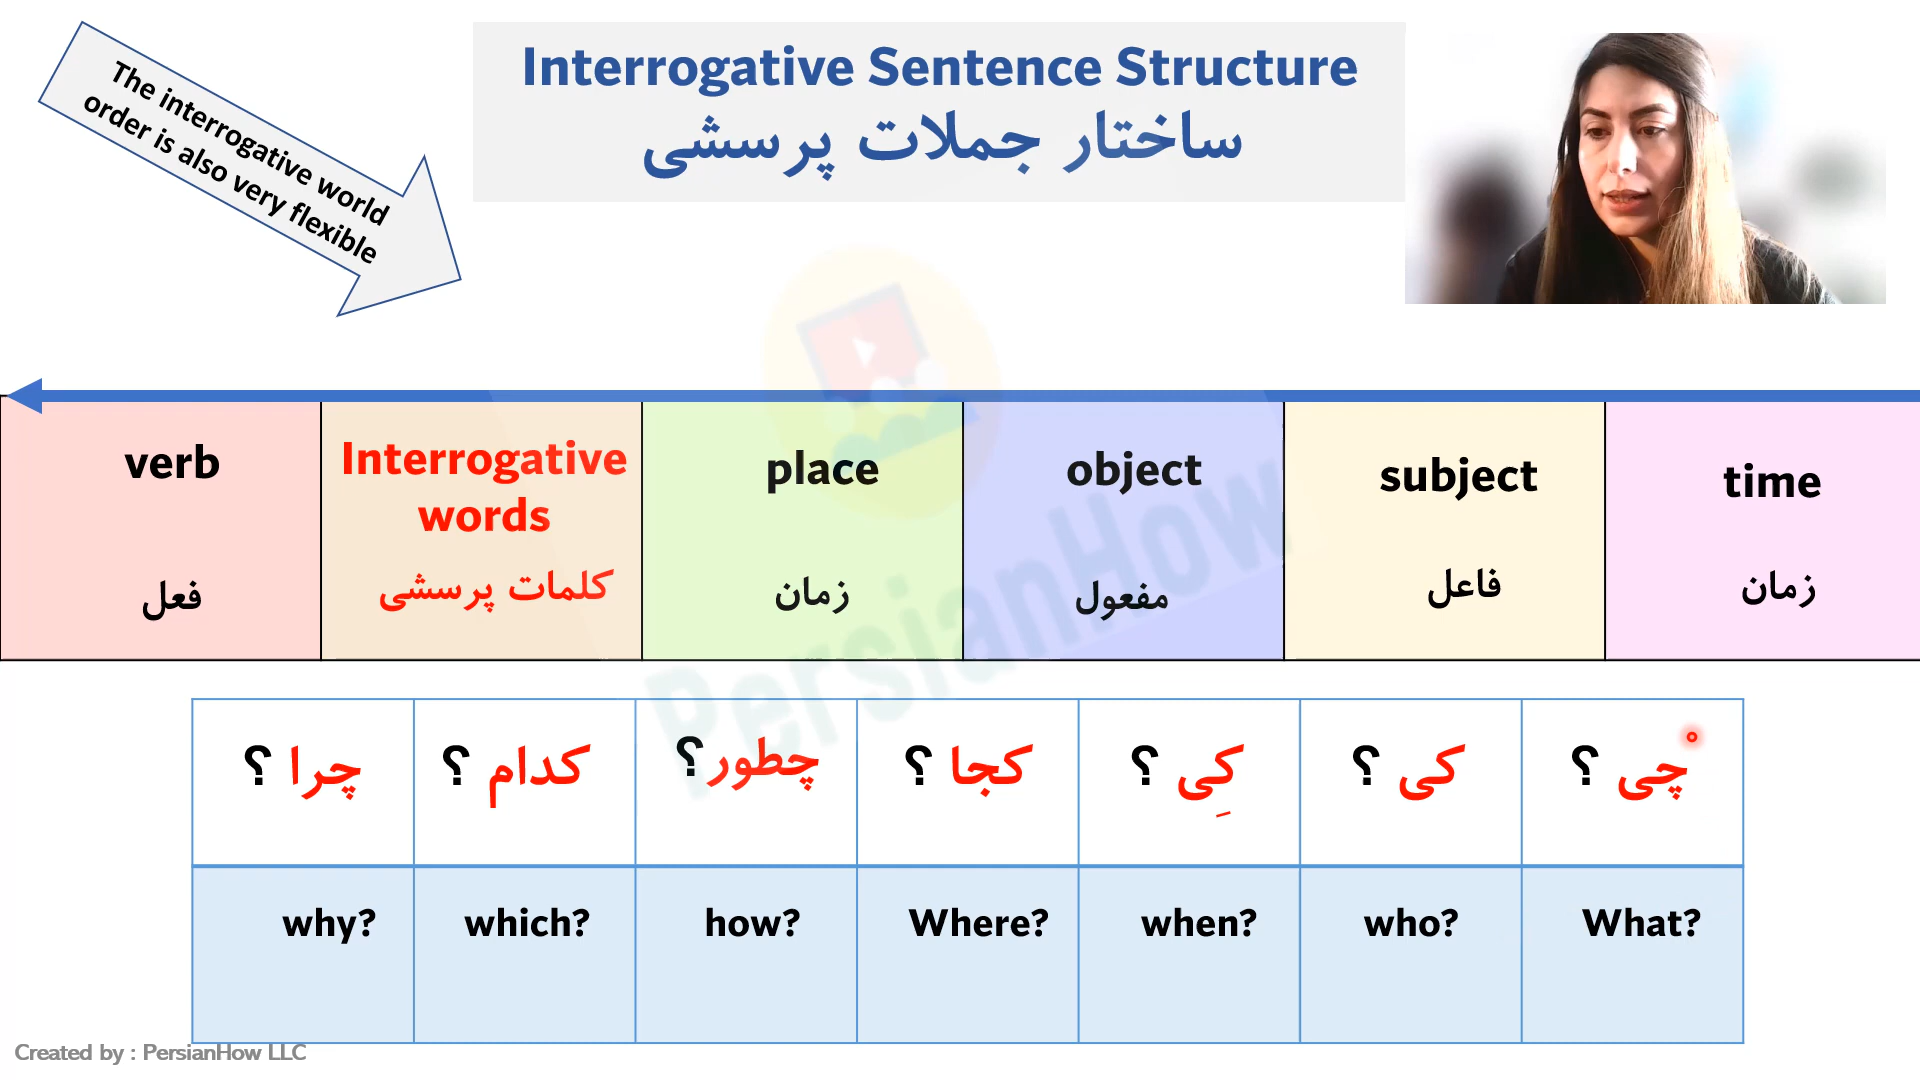 The interrogative world
order is also very flexible
Interrogative Sentence Structure
ساختار جملات پرسشی
verb
Interrogative
words
place
object
subject
time
فعل
کلمات پرسشی
زمان
مفعول
فاعل
زمان
PersianHow
چرا ؟
کدام ؟
چطور؟
کجا ؟
کِی ؟
کی ؟
چی ؟
why?
which?
how?
Where?
when?
who?
What?
Created by : PersianHow LLC